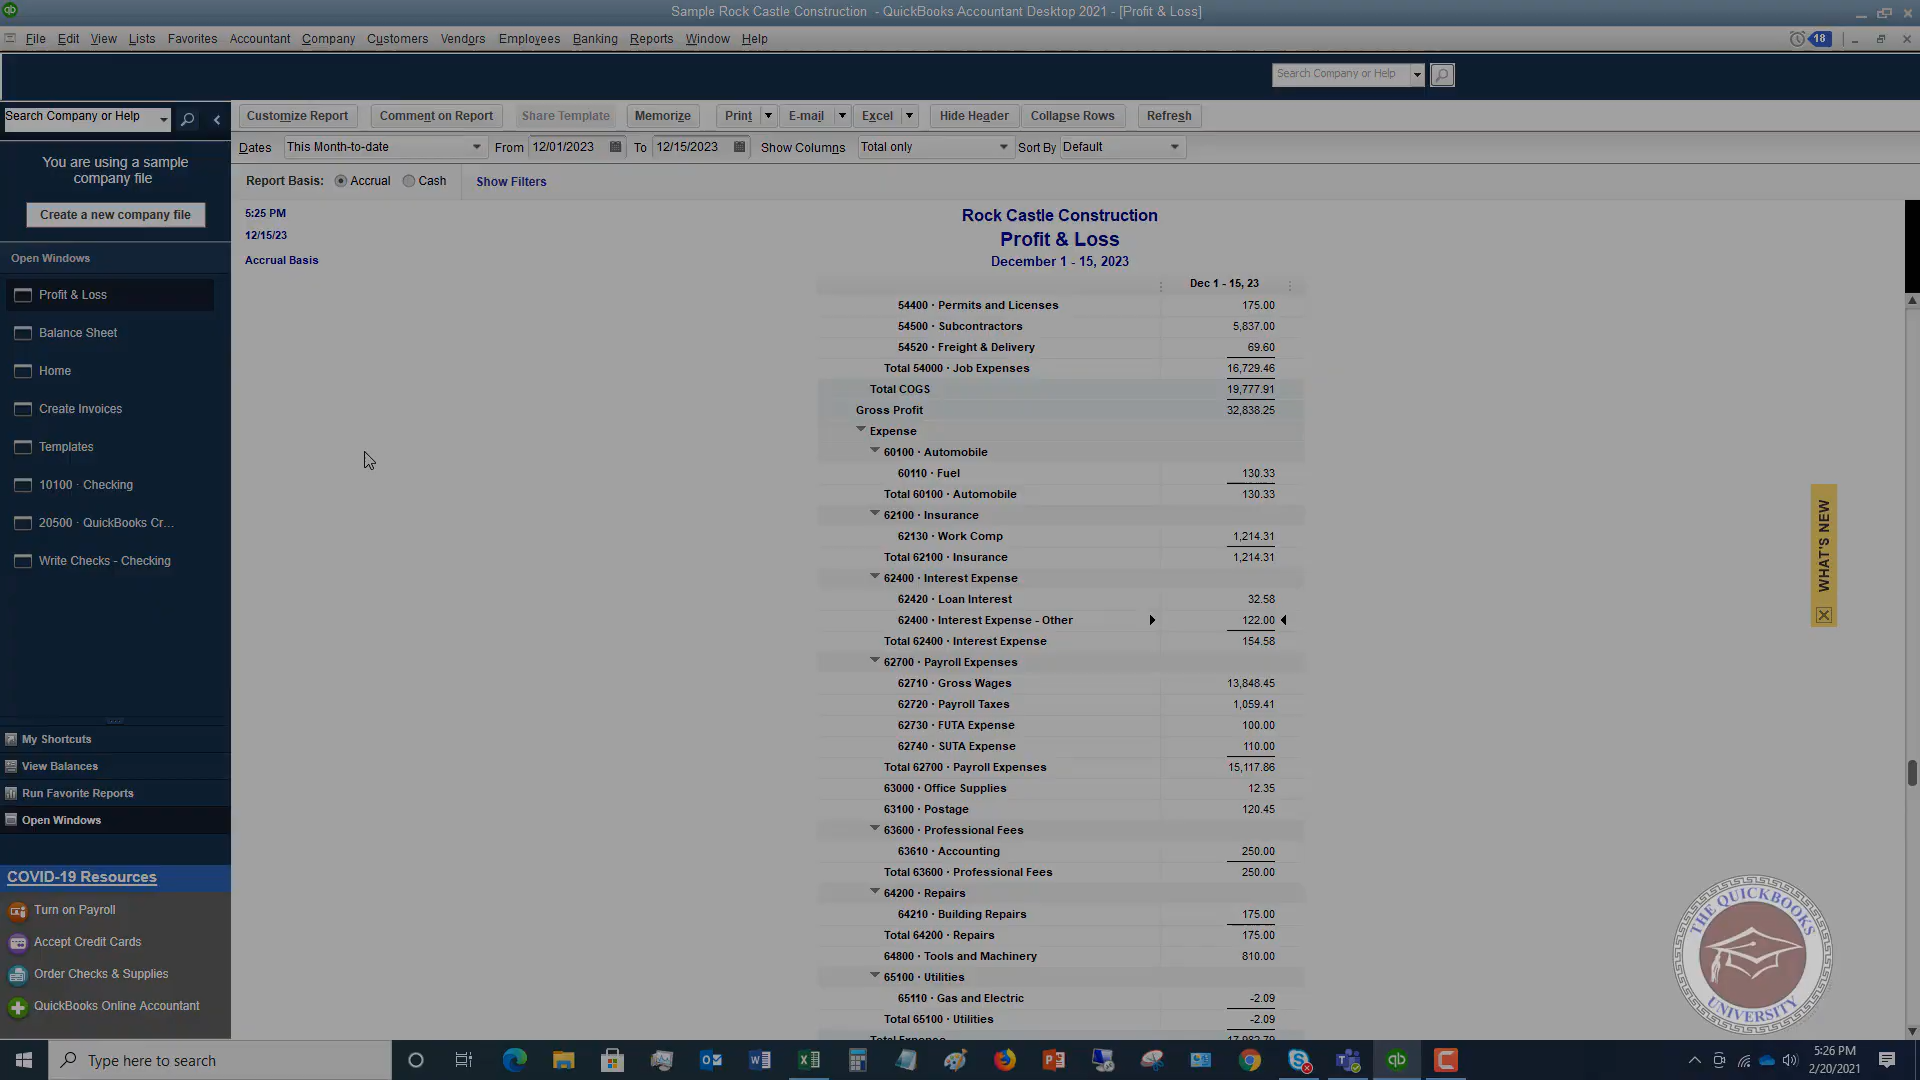 Sample Rock Castle Construction - QuickBooks Accountant Desktop 2021 - [Profit & Loss]
File Edit View Lists Favorites Accountant Company Customers Vendors Employees Banking Reports Window Help
18
Search Company or Help
Search Company or Help
Customize Report Comment on Report Share Template Memorize Print E-mail Excel Hide Header Collapse Rows Refresh
Dates This Month-to-date From 12/01/2023 To 12/15/2023 Show Columns Total only Sort By Default
Report Basis: Accrual Cash Show Filters
You are using a sample
company file
Create a new company file
Open Windows
Profit & Loss
Balance Sheet
Home
Create Invoices
Templates
10100 · Checking
20500 · QuickBooks Cr...
Write Checks - Checking
My Shortcuts
View Balances
Run Favorite Reports
Open Windows
COVID-19 Resources
Turn on Payroll
Accept Credit Cards
Order Checks & Supplies
QuickBooks Online Accountant
5:25 PM
12/15/23
Accrual Basis
Rock Castle Construction
Profit & Loss
December 1 - 15, 2023
Dec 1 - 15, 23
54400 · Permits and Licenses 175.00
54500 · Subcontractors 5,837.00
54520 · Freight & Delivery 69.60
Total 54000 · Job Expenses 16,729.46
Total COGS 19,777.91
Gross Profit 32,838.25
Expense
60100 · Automobile
60110 · Fuel 130.33
Total 60100 · Automobile 130.33
62100 · Insurance
62130 · Work Comp 1,214.31
Total 62100 · Insurance 1,214.31
62400 · Interest Expense
62420 · Loan Interest 32.58
62400 · Interest Expense - Other 122.00
Total 62400 · Interest Expense 154.58
62700 · Payroll Expenses
62710 · Gross Wages 13,848.45
62720 · Payroll Taxes 1,059.41
62730 · FUTA Expense 100.00
62740 · SUTA Expense 110.00
Total 62700 · Payroll Expenses 15,117.86
63000 · Office Supplies 12.35
63100 · Postage 120.45
63600 · Professional Fees
63610 · Accounting 250.00
Total 63600 · Professional Fees 250.00
64200 · Repairs
64210 · Building Repairs 175.00
Total 64200 · Repairs 175.00
64800 · Tools and Machinery 810.00
65100 · Utilities
65110 · Gas and Electric -2.09
Total 65100 · Utilities -2.09
Total Expense 17,982.79
WHAT'S NEW
THE QUICKBOOKS
UNIVERSITY
Type here to search
5:26 PM
2/20/2021